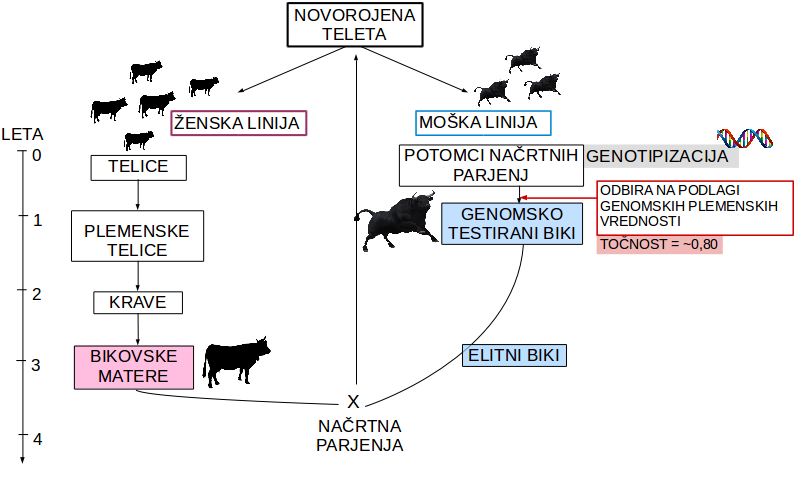 NOVOROJENA
TELETA
ŽENSKA LINIJA
MOŠKA LINIJA
LETA
0
1
2
3
4
TELICE
PLEMENSKE
TELICE
KRAVE
BIKOVSKE
MATERE
POTOMCI NAČRTNIH
PARJENJ
GENOTIPIZACIJA
ODBIRA NA PODLAGI
GENOMSKIH PLEMENSKIH
VREDNOSTI
TOČNOST = ~0,80
GENOMSKO
TESTIRANI BIKI
ELITNI BIKI
X
NAČRTNA
PARJENJA